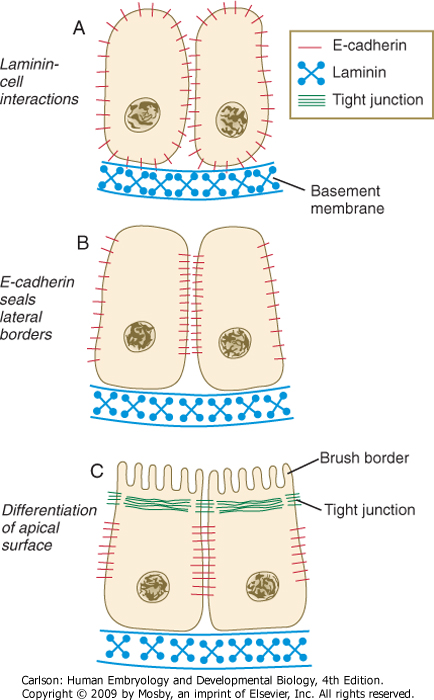 A
Laminin-
cell
interactions
E-cadherin
Laminin
Tight junction
Basement
membrane
B
E-cadherin
seals
lateral
borders
C
Brush border
Tight junction
Differentiation
of apical
surface
Carlson: Human Embryology and Developmental Biology, 4th Edition.
Copyright © 2009 by Mosby, an imprint of Elsevier, Inc. All rights reserved.